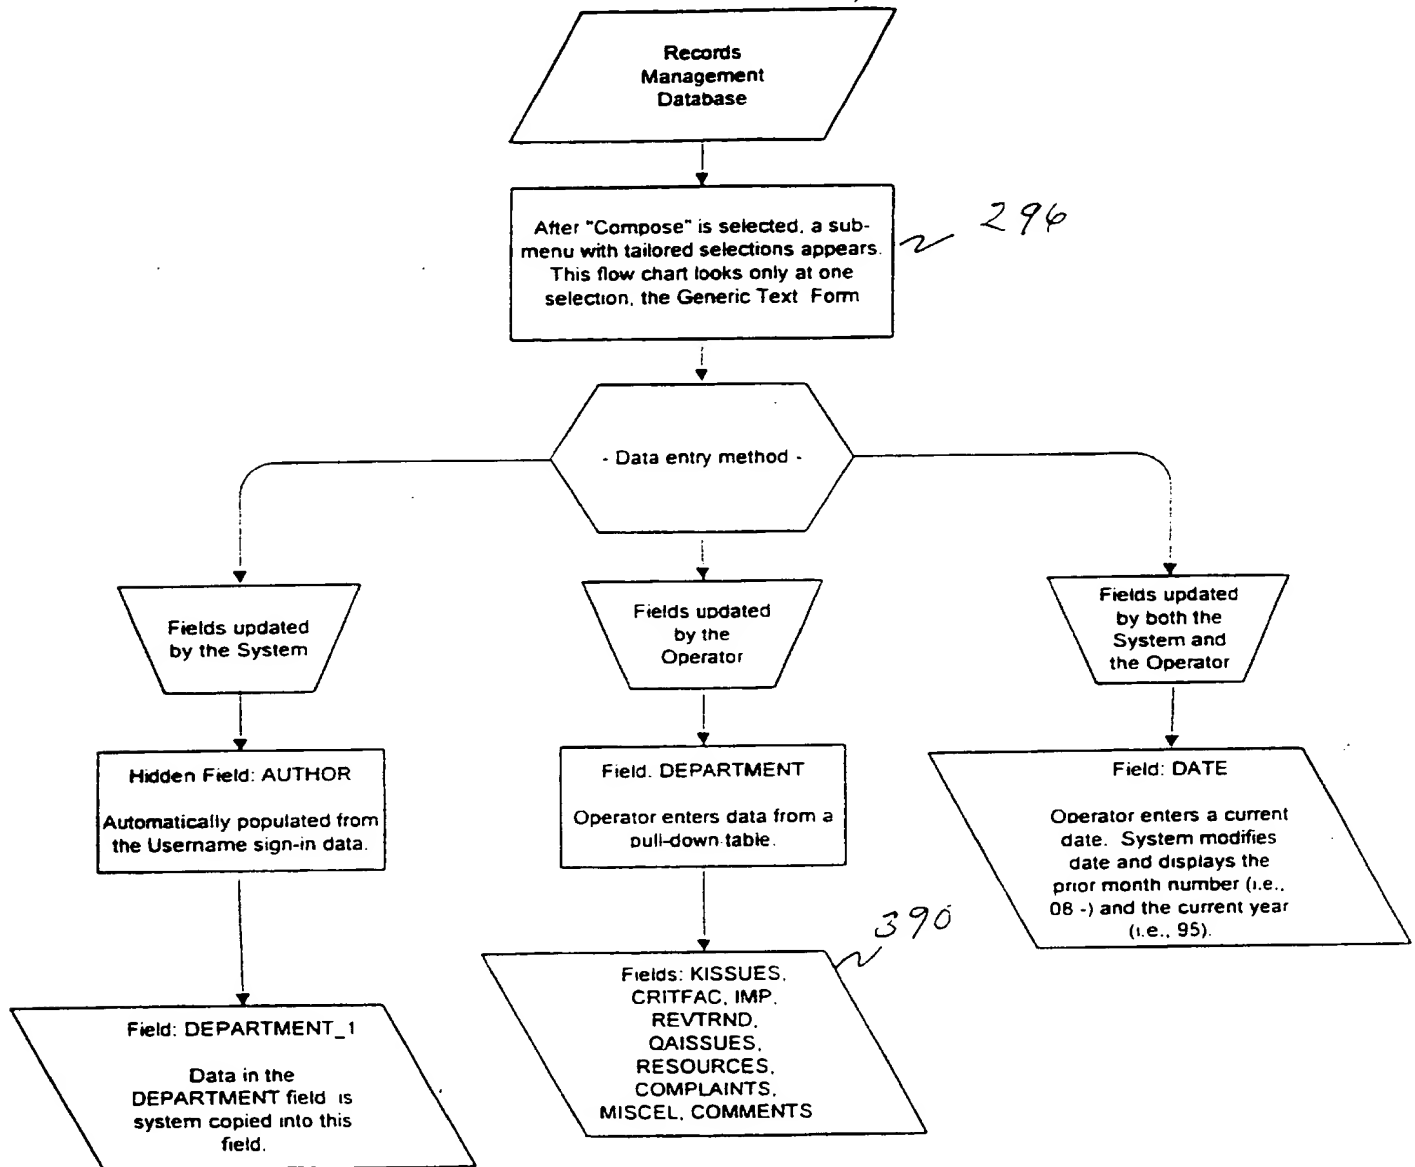 Records
Management
Database
After "Compose" is selected, a sub-
menu with tailored selections appears.
This flow chart looks only at one
selection, the Generic Text Form
296
- Data entry method -
Fields updated
by the System
Fields updated
by the
Operator
Fields updated
by both the
System and
the Operator
Hidden Field: AUTHOR
Automatically populated from
the Username sign-in data.
Field. DEPARTMENT
Operator enters data from a
pull-down table.
Field: DATE
Operator enters a current
date. System modifies
date and displays the
prior month number (i.e.,
08 -) and the current year
(i.e., 95).
390
Field: DEPARTMENT_1
Data in the
DEPARTMENT field is
system copied into this
field.
Fields: KISSUES,
CRITFAC, IMP,
REVTRND,
QAISSUES,
RESOURCES,
COMPLAINTS,
MISCEL, COMMENTS